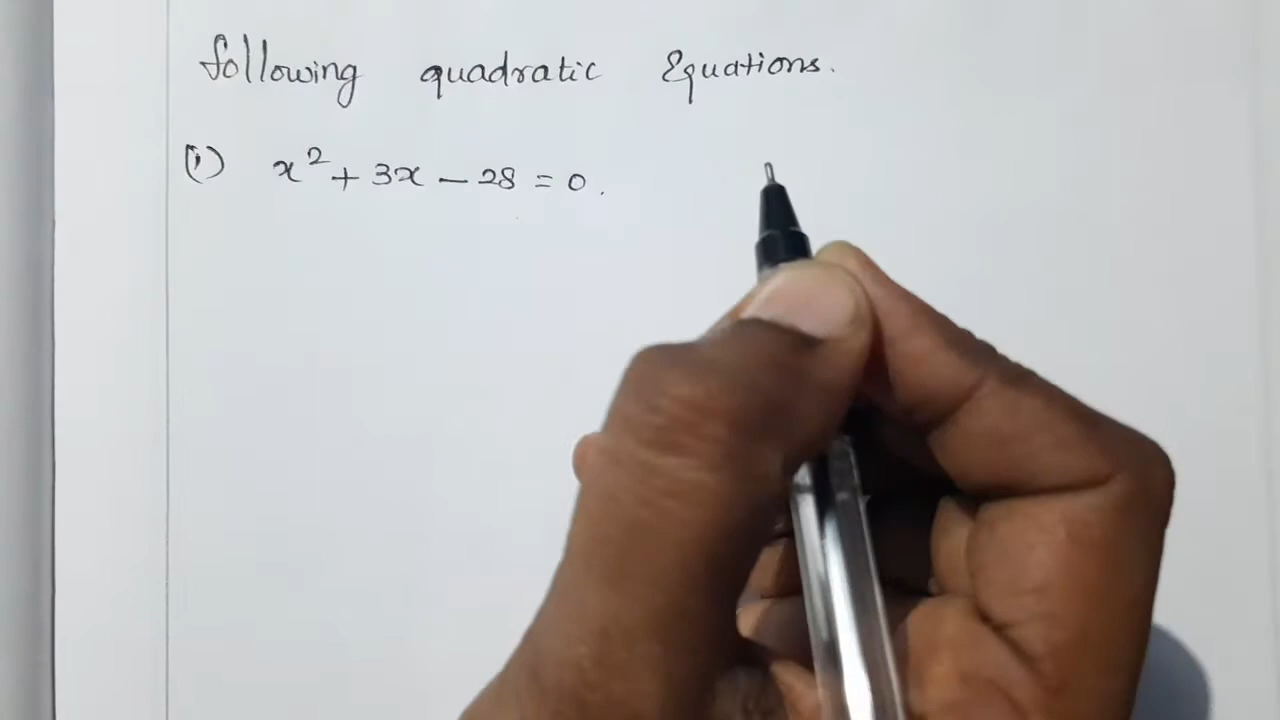 following quadratic Equations.
(i) x² + 3x - 28 = 0.